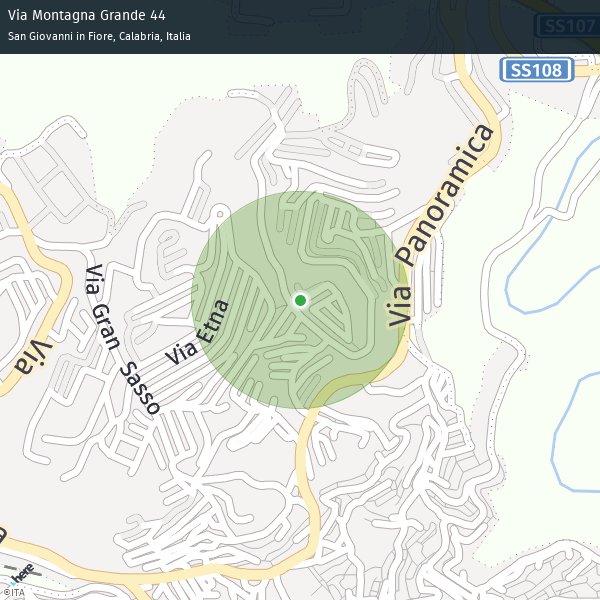 Via Montagna Grande 44
San Giovanni in Fiore, Calabria, Italia
SS107
SS108
Via Panoramica
Via Etna
Via Gran Sasso
Via
here
©ITA